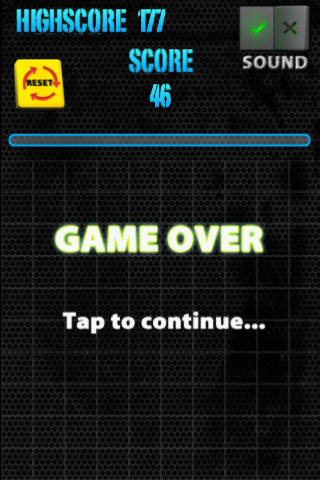 HIGHSCORE 177
SCORE
46
RESET
SOUND
GAME OVER
Tap to continue...